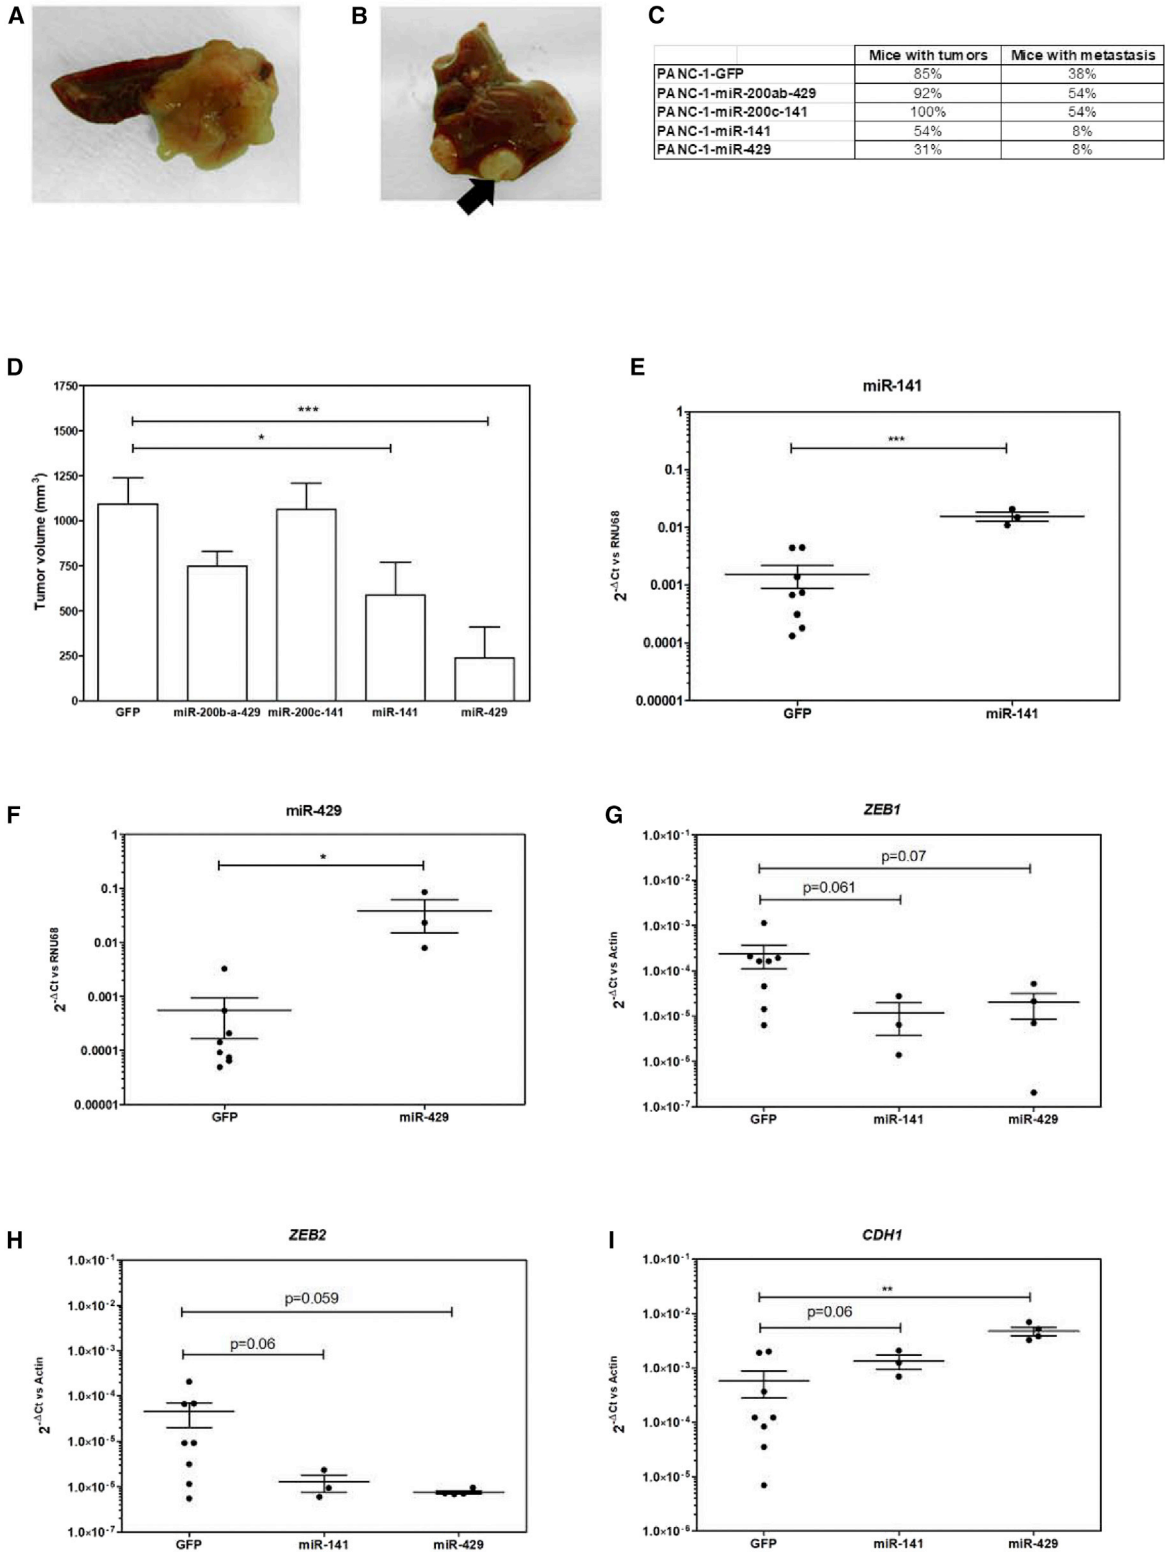 A
B
C
Mice with tumors Mice with metastasis
PANC-1-GFP 85% 38%
PANC-1-miR-200ab-429 92% 54%
PANC-1-miR-200c-141 100% 54%
PANC-1-miR-141 54% 8%
PANC-1-miR-429 31% 8%
D
Tumor volume (mm³)
1750
1500
1250
1000
750
500
250
0
***
*
GFP miR-200b-a-429 miR-200c-141 miR-141 miR-429
E
miR-141
2^-ΔCt vs RNU68
1
0.1
0.01
0.001
0.0001
0.00001
***
GFP miR-141
F
miR-429
2^-ΔCt vs RNU68
1
0.1
0.01
0.001
0.0001
0.00001
*
GFP miR-429
G
ZEB1
2^-ΔCt vs Actin
1.0×10⁻¹
1.0×10⁻²
1.0×10⁻³
1.0×10⁻⁴
1.0×10⁻⁵
1.0×10⁻⁶
1.0×10⁻⁷
p=0.07
p=0.061
GFP miR-141 miR-429
H
ZEB2
2^-ΔCt vs Actin
1.0×10⁻¹
1.0×10⁻²
1.0×10⁻³
1.0×10⁻⁴
1.0×10⁻⁵
1.0×10⁻⁶
1.0×10⁻⁷
p=0.059
p=0.06
GFP miR-141 miR-429
I
CDH1
2^-ΔCt vs Actin
1.0×10⁻¹
1.0×10⁻²
1.0×10⁻³
1.0×10⁻⁴
1.0×10⁻⁵
1.0×10⁻⁶
**
p=0.06
GFP miR-141 miR-429